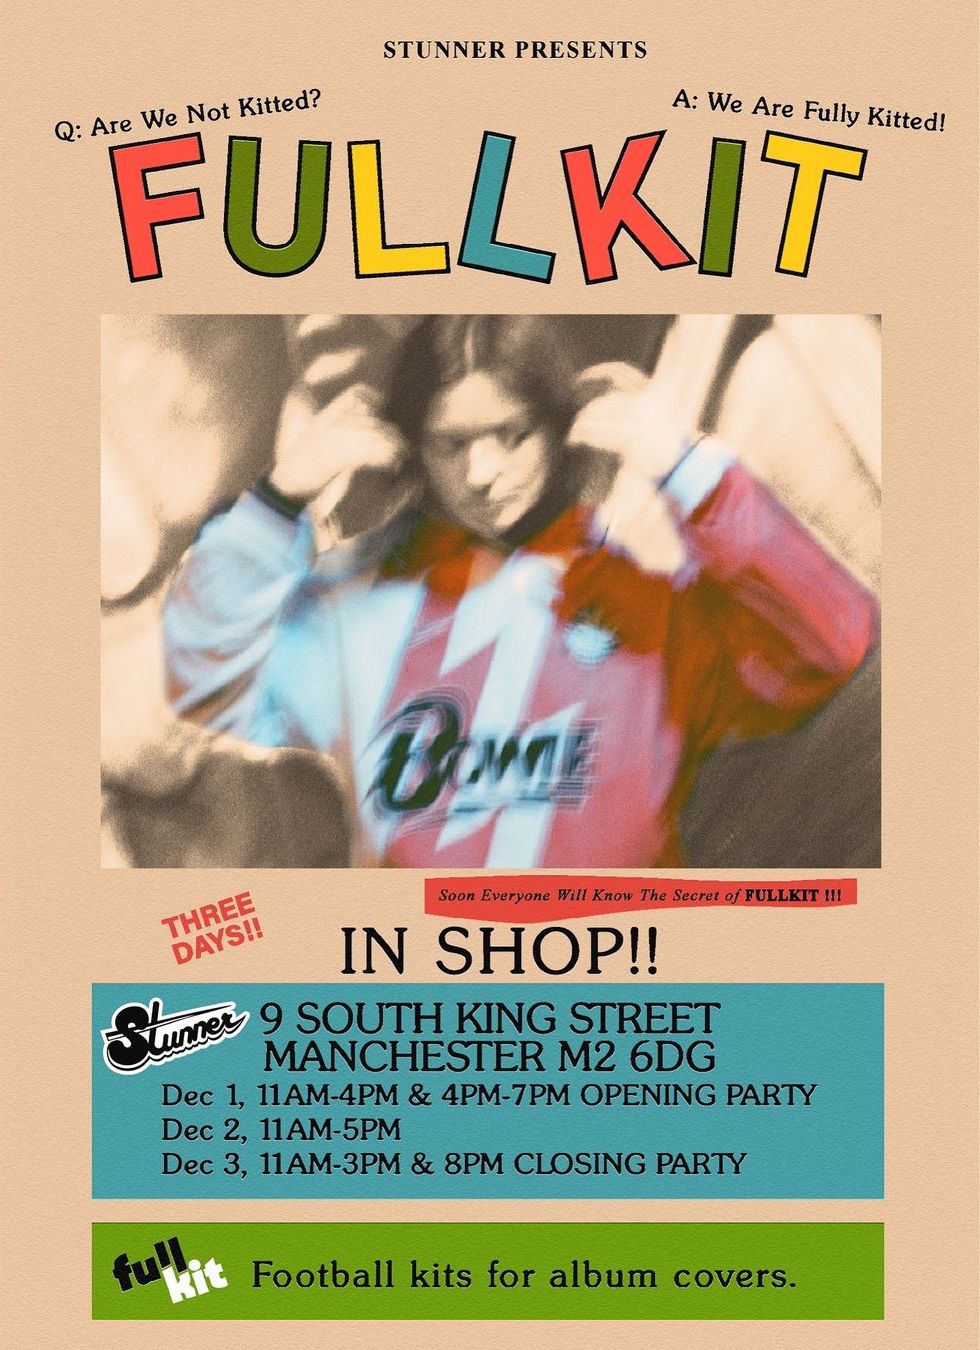 STUNNER PRESENTS
Q: Are We Not Kitted?
A: We Are Fully Kitted!
FULLKIT
BOWIE
Soon Everyone Will Know The Secret of FULLKIT !!!
THREE
DAYS!!
IN SHOP!!
Stunner
9 SOUTH KING STREET
MANCHESTER M2 6DG
Dec 1, 11AM-4PM & 4PM-7PM OPENING PARTY
Dec 2, 11AM-5PM
Dec 3, 11AM-3PM & 8PM CLOSING PARTY
full
kit
Football kits for album covers.